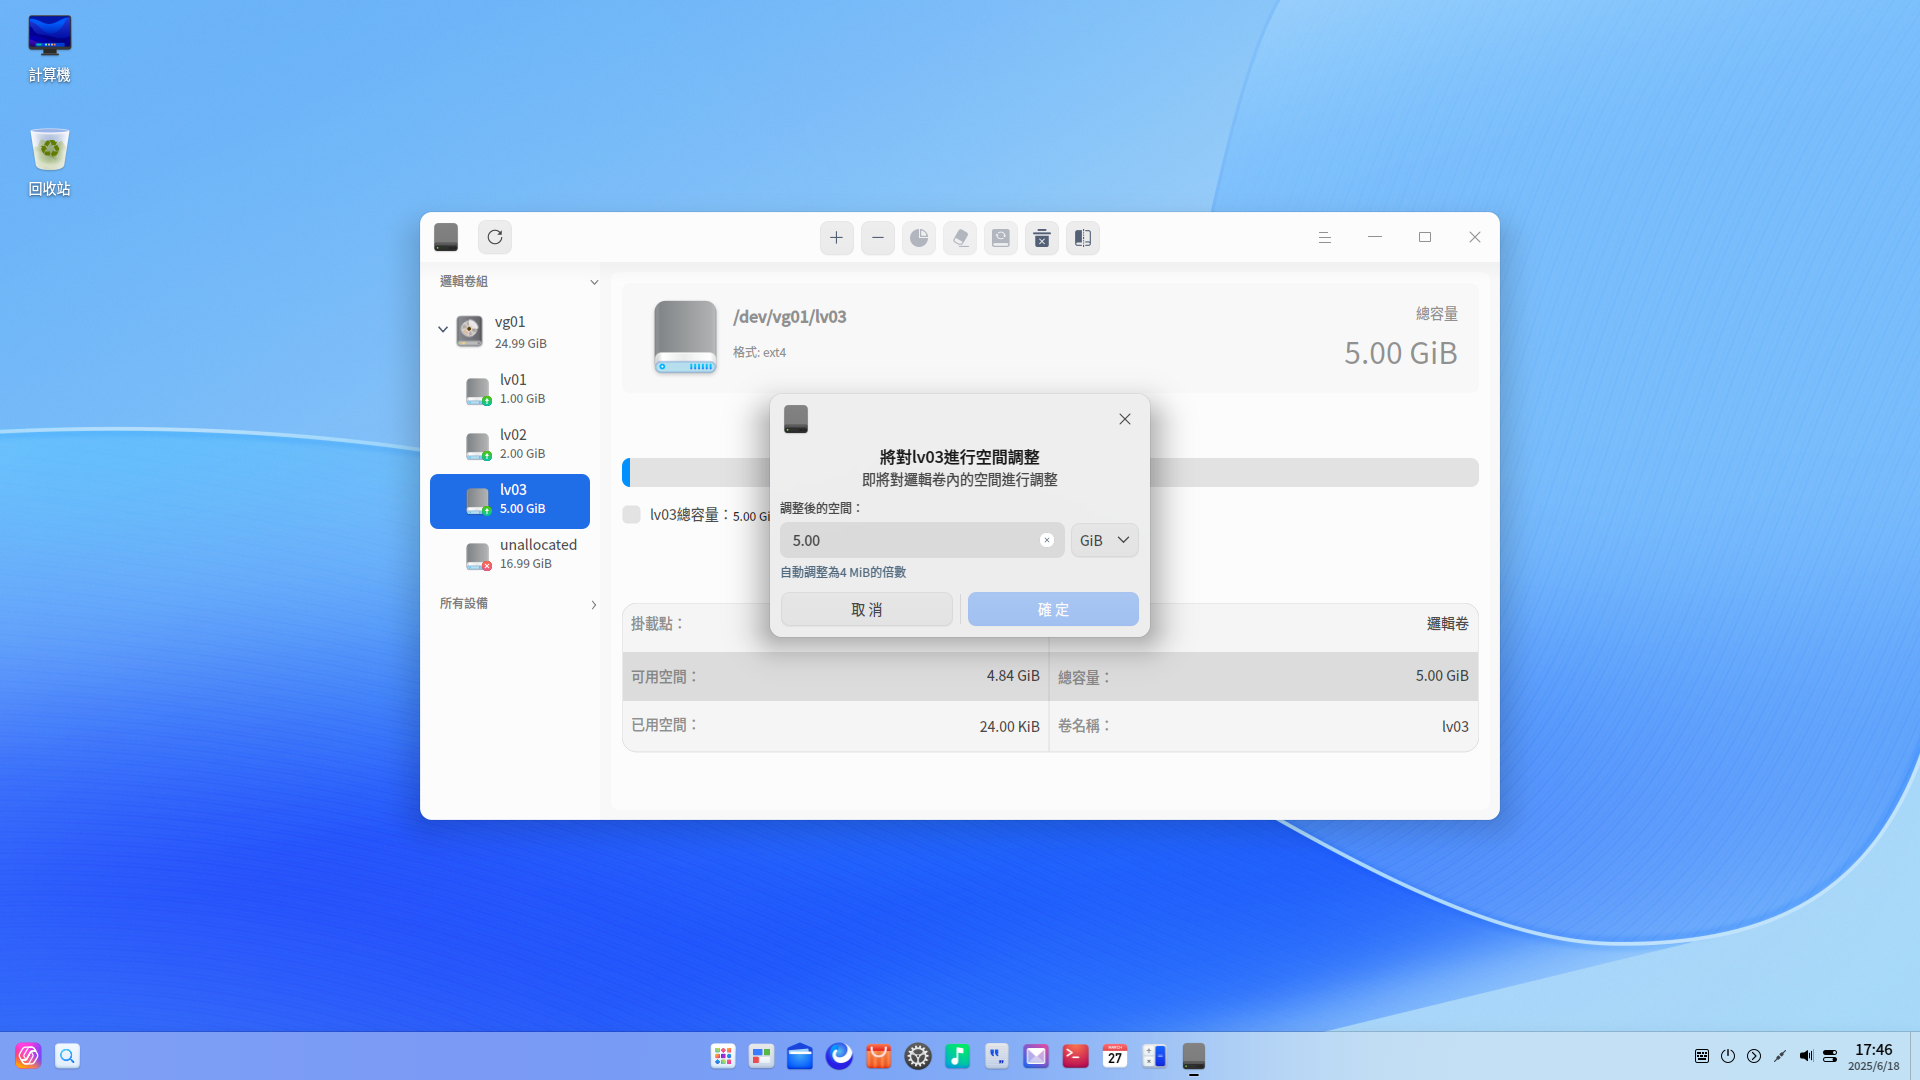 計算機
回收站
邏輯卷組
vg01
24.99 GiB
lv01
1.00 GiB
lv02
2.00 GiB
lv03
5.00 GiB
unallocated
16.99 GiB
所有設備
/dev/vg01/lv03
格式: ext4
總容量
5.00 GiB
lv03總容量：5.00 Gi
將對lv03進行空間調整
即將對邏輯卷內的空間進行調整
調整後的空間：
5.00
GiB
自動調整為4 MiB的倍數
取消
確定
掛載點：
邏輯卷
可用空間：
4.84 GiB
總容量：
5.00 GiB
已用空間：
24.00 KiB
卷名稱：
lv03
MARCH
27
17:46
2025/6/18